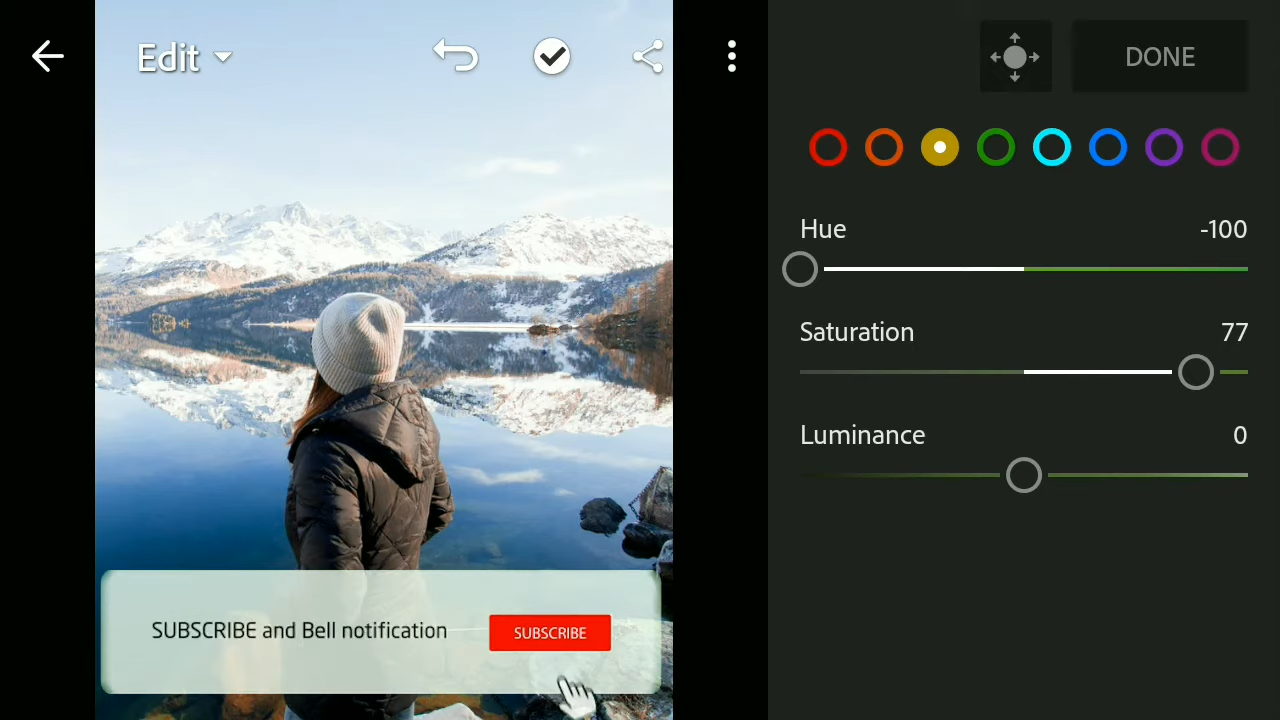 Edit
DONE
Hue -100
Saturation 77
Luminance 0
SUBSCRIBE and Bell notification
SUBSCRIBE